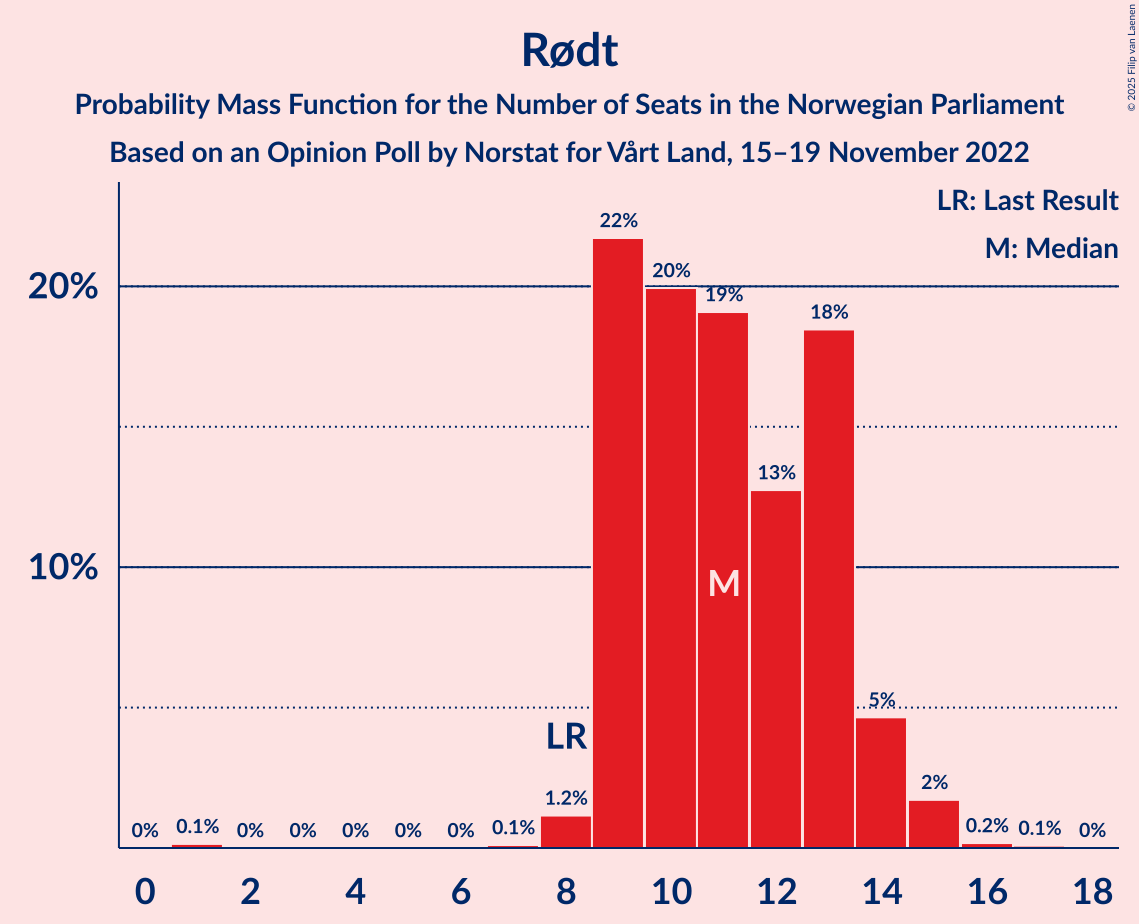 Rødt
Probability Mass Function for the Number of Seats in the Norwegian Parliament
Based on an Opinion Poll by Norstat for Vårt Land, 15–19 November 2022
© 2025 Filip van Laenen
LR: Last Result
M: Median
20%
10%
0%
0.1%
0%
0%
0%
0%
0%
0.1%
1.2%
22%
20%
19%
13%
18%
5%
2%
0.2%
0.1%
0%
LR
M
0 2 4 6 8 10 12 14 16 18